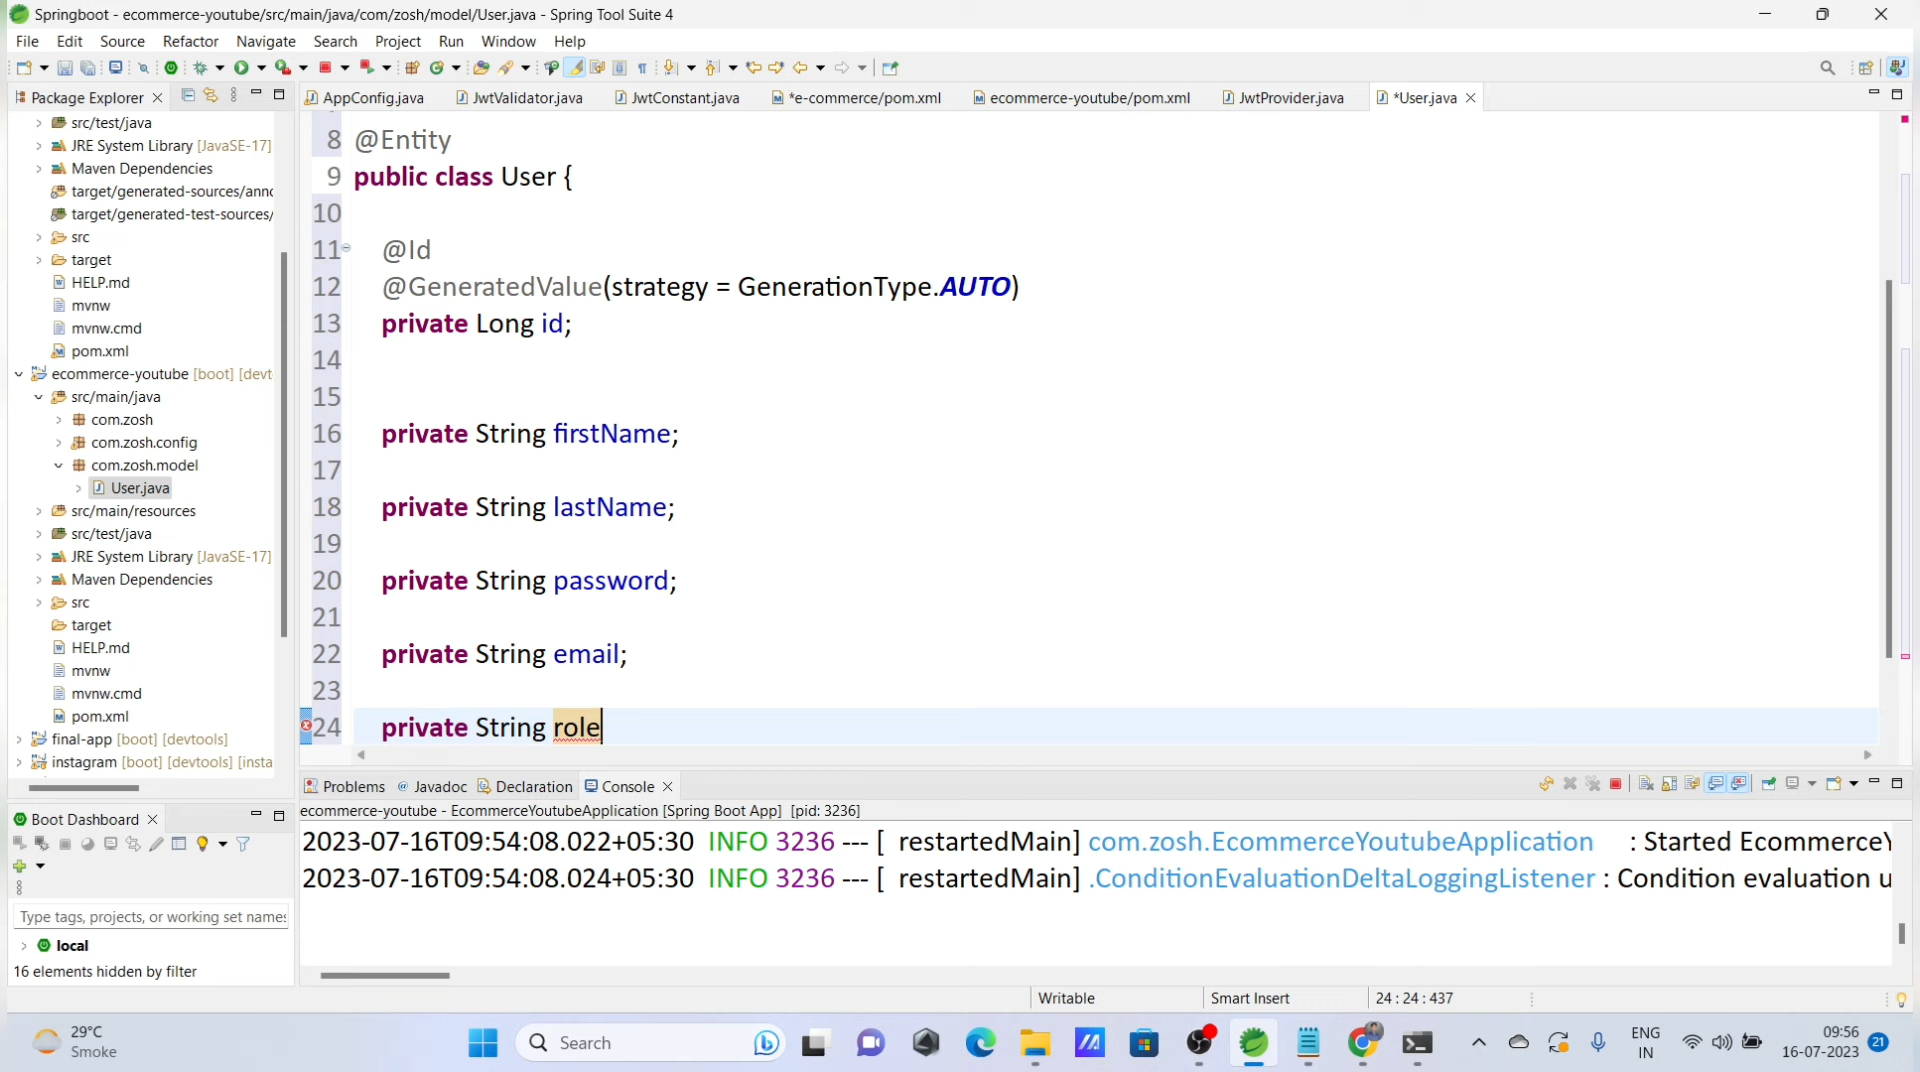 Springboot - ecommerce-youtube/src/main/java/com/zosh/model/User.java - Spring Tool Suite 4
File Edit Source Refactor Navigate Search Project Run Window Help
Package Explorer
AppConfig.java JwtValidator.java JwtConstant.java *e-commerce/pom.xml ecommerce-youtube/pom.xml JwtProvider.java *User.java
src/test/java
JRE System Library [JavaSE-17]
Maven Dependencies
target/generated-sources/anno
target/generated-test-sources/
src
target
HELP.md
mvnw
mvnw.cmd
pom.xml
ecommerce-youtube [boot] [devt
src/main/java
com.zosh
com.zosh.config
com.zosh.model
User.java
src/main/resources
src/test/java
JRE System Library [JavaSE-17]
Maven Dependencies
src
target
HELP.md
mvnw
mvnw.cmd
pom.xml
final-app [boot] [devtools]
instagram [boot] [devtools] [insta
8 @Entity
9 public class User {
10
11 @Id
12 @GeneratedValue(strategy = GenerationType.AUTO)
13 private Long id;
14
15
16 private String firstName;
17
18 private String lastName;
19
20 private String password;
21
22 private String email;
23
24 private String role
Boot Dashboard
Type tags, projects, or working set names
local
16 elements hidden by filter
Problems Javadoc Declaration Console
ecommerce-youtube - EcommerceYoutubeApplication [Spring Boot App] [pid: 3236]
2023-07-16T09:54:08.022+05:30 INFO 3236 --- [ restartedMain] com.zosh.EcommerceYoutubeApplication : Started EcommerceY
2023-07-16T09:54:08.024+05:30 INFO 3236 --- [ restartedMain] .ConditionEvaluationDeltaLoggingListener : Condition evaluation u
Writable Smart Insert 24 : 24 : 437
29°C
Smoke
Search
ENG
IN
09:56
16-07-2023
21